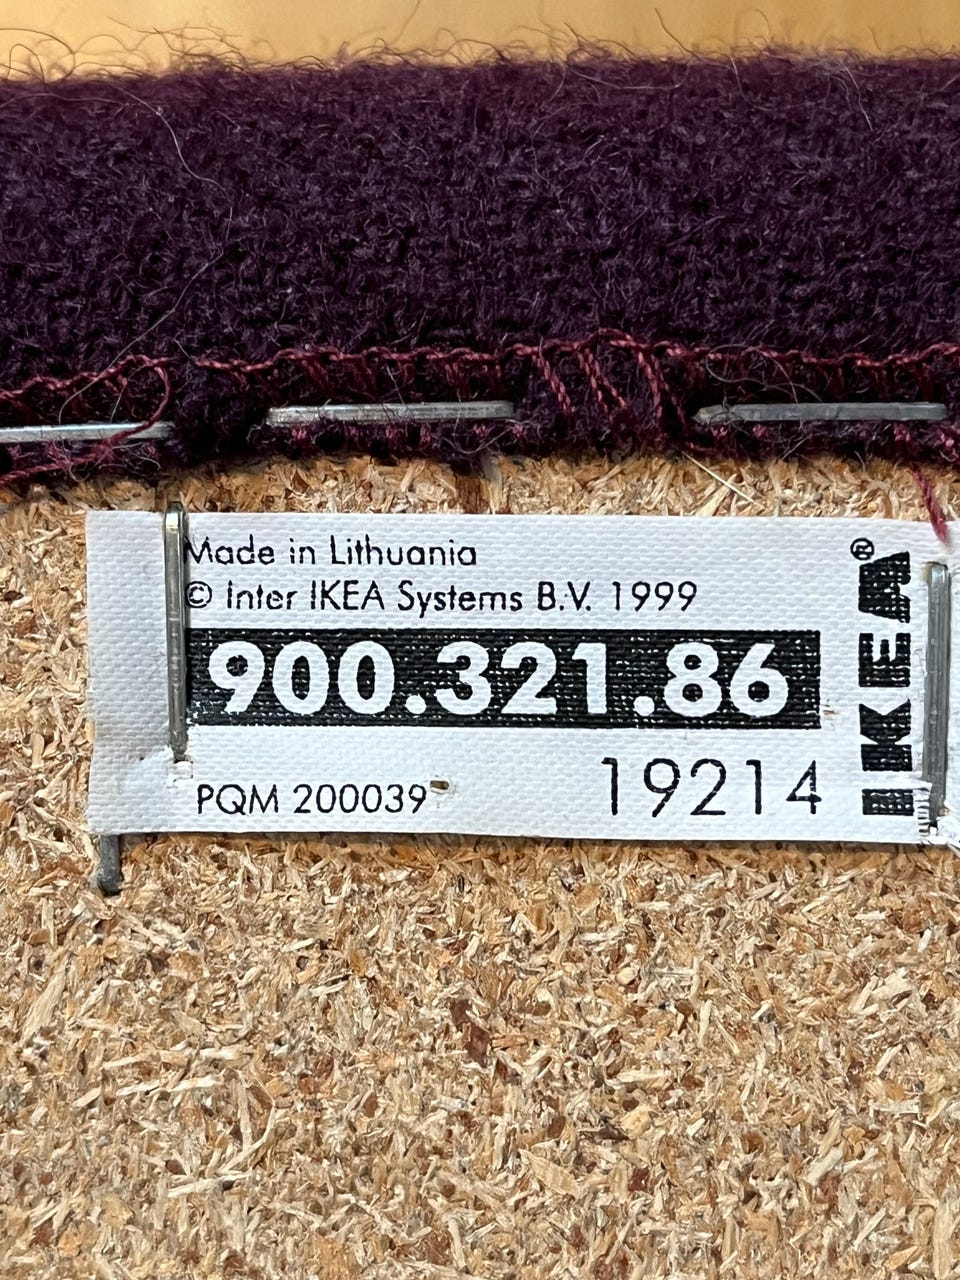 Made in Lithuania
© Inter IKEA Systems B.V. 1999
900.321.86
PQM 200039
19214
IKEA®